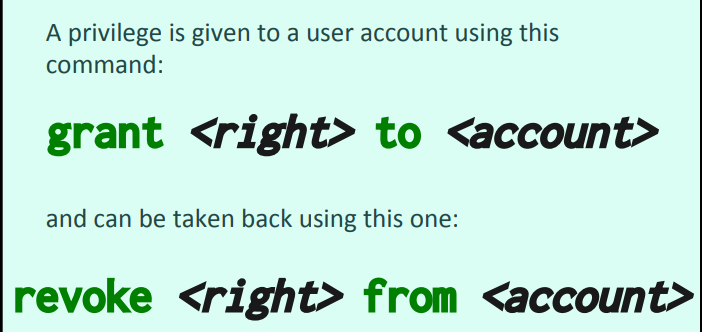 A privilege is given to a user account using this
command:
grant <right> to <account>
and can be taken back using this one:
revoke <right> from <account>